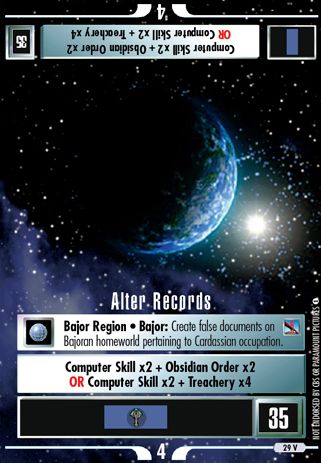 4
Computer Skill x2 + Obsidian Order x2
OR Computer Skill x2 + Treachery x4
35
Alter Records
Bajor Region • Bajor: Create false documents on
Bajoran homeworld pertaining to Cardassian occupation.
Computer Skill x2 + Obsidian Order x2
OR Computer Skill x2 + Treachery x4
35
4
29 V
NOT ENDORSED BY CBS OR PARAMOUNT PICTURES